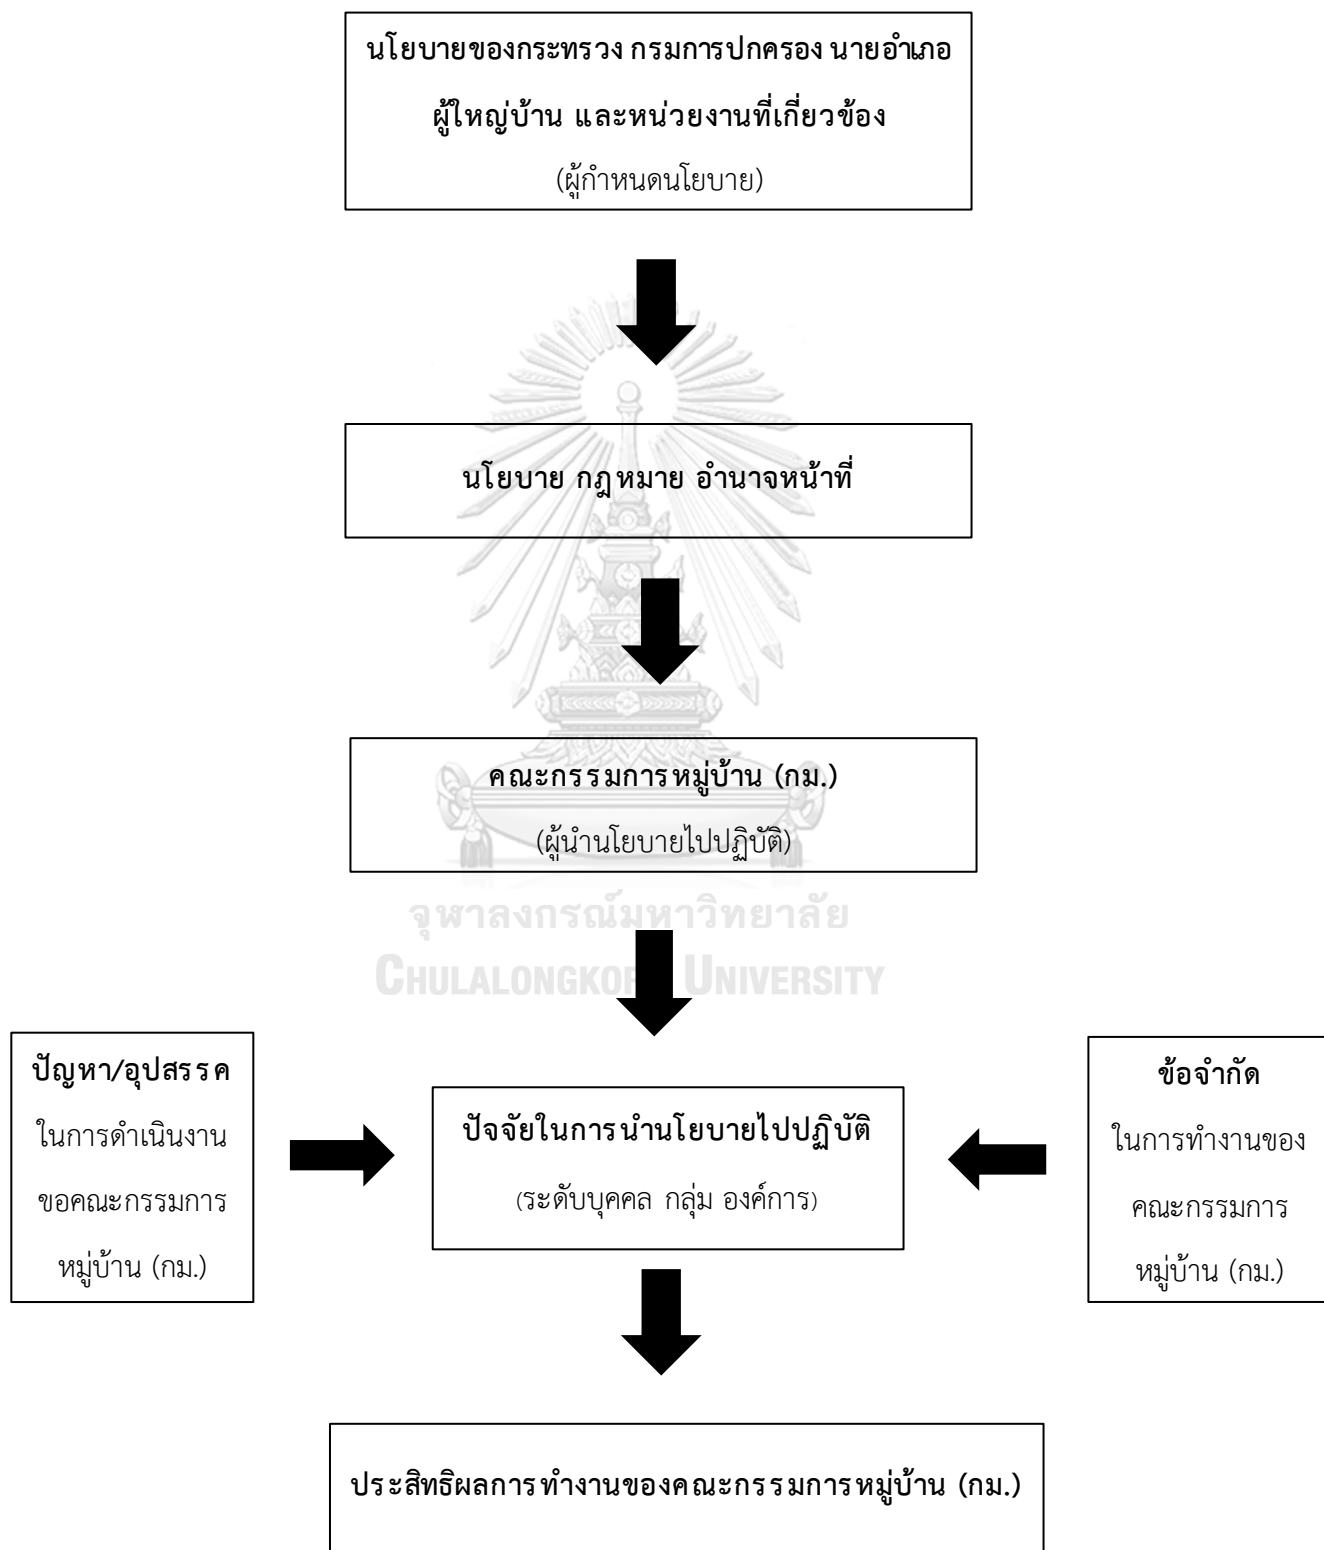 นโยบายของกระทรวง กรมการปกครอง นายอำเภอ
ผู้ใหญ่บ้าน และหน่วยงานที่เกี่ยวข้อง
(ผู้กำหนดนโยบาย)
นโยบาย กฎหมาย อำนาจหน้าที่
คณะกรรมการหมู่บ้าน (กม.)
(ผู้นำนโยบายไปปฏิบัติ)
จุฬาลงกรณ์มหาวิทยาลัย
CHULALONGKORN UNIVERSITY
ปัญหา/อุปสรรค
ในการดำเนินงาน
ขอคณะกรรมการ
หมู่บ้าน (กม.)
ปัจจัยในการนำนโยบายไปปฏิบัติ
(ระดับบุคคล กลุ่ม องค์การ)
ข้อจำกัด
ในการทำงานของ
คณะกรรมการ
หมู่บ้าน (กม.)
ประสิทธิผลการทำงานของคณะกรรมการหมู่บ้าน (กม.)